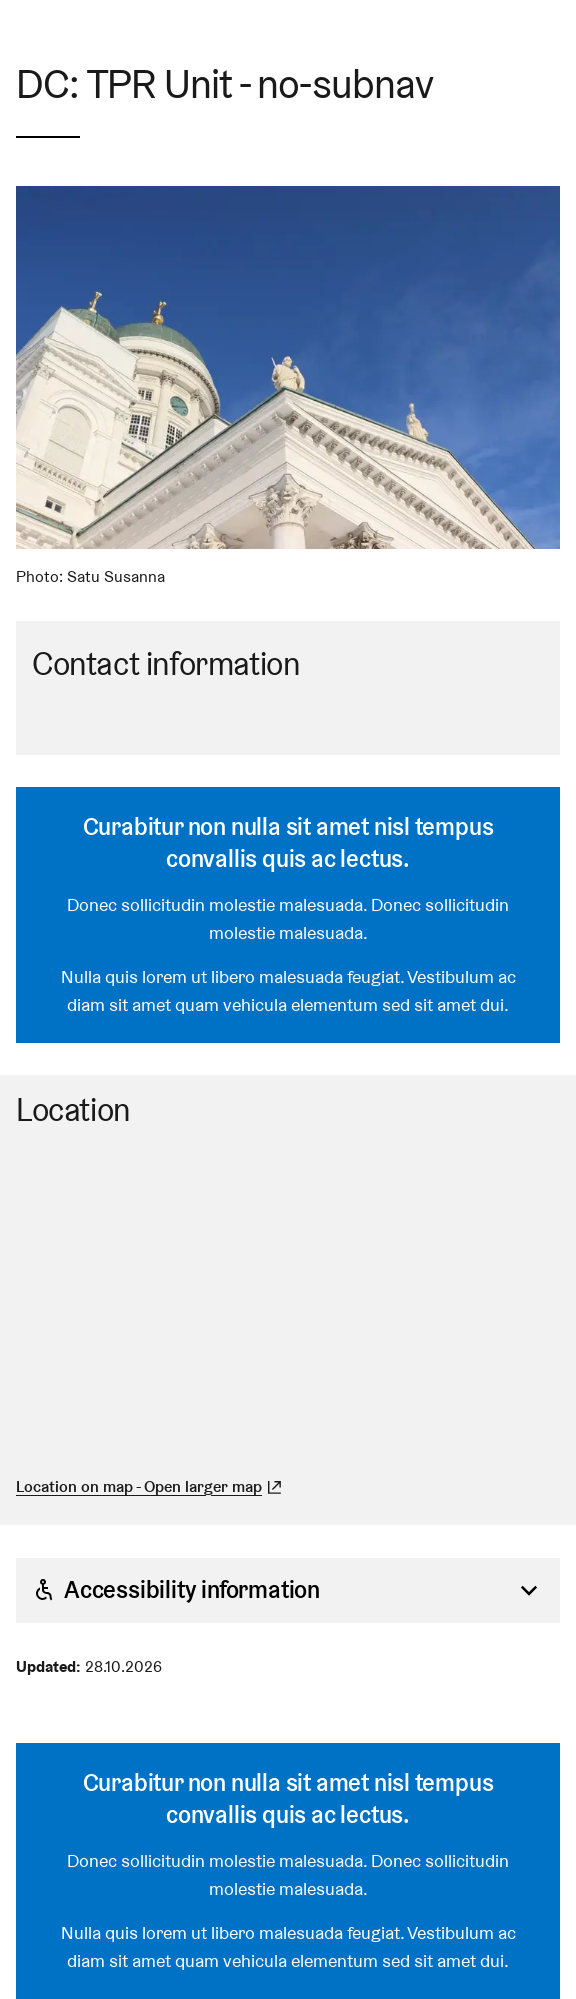 DC: TPR Unit - no-subnav
Photo: Satu Susanna
Contact information
Curabitur non nulla sit amet nisl tempus
convallis quis ac lectus.
Donec sollicitudin molestie malesuada. Donec sollicitudin
molestie malesuada.
Nulla quis lorem ut libero malesuada feugiat. Vestibulum ac
diam sit amet quam vehicula elementum sed sit amet dui.
Location
Location on map - Open larger map
Accessibility information
Updated: 28.10.2026
Curabitur non nulla sit amet nisl tempus
convallis quis ac lectus.
Donec sollicitudin molestie malesuada. Donec sollicitudin
molestie malesuada.
Nulla quis lorem ut libero malesuada feugiat. Vestibulum ac
diam sit amet quam vehicula elementum sed sit amet dui.